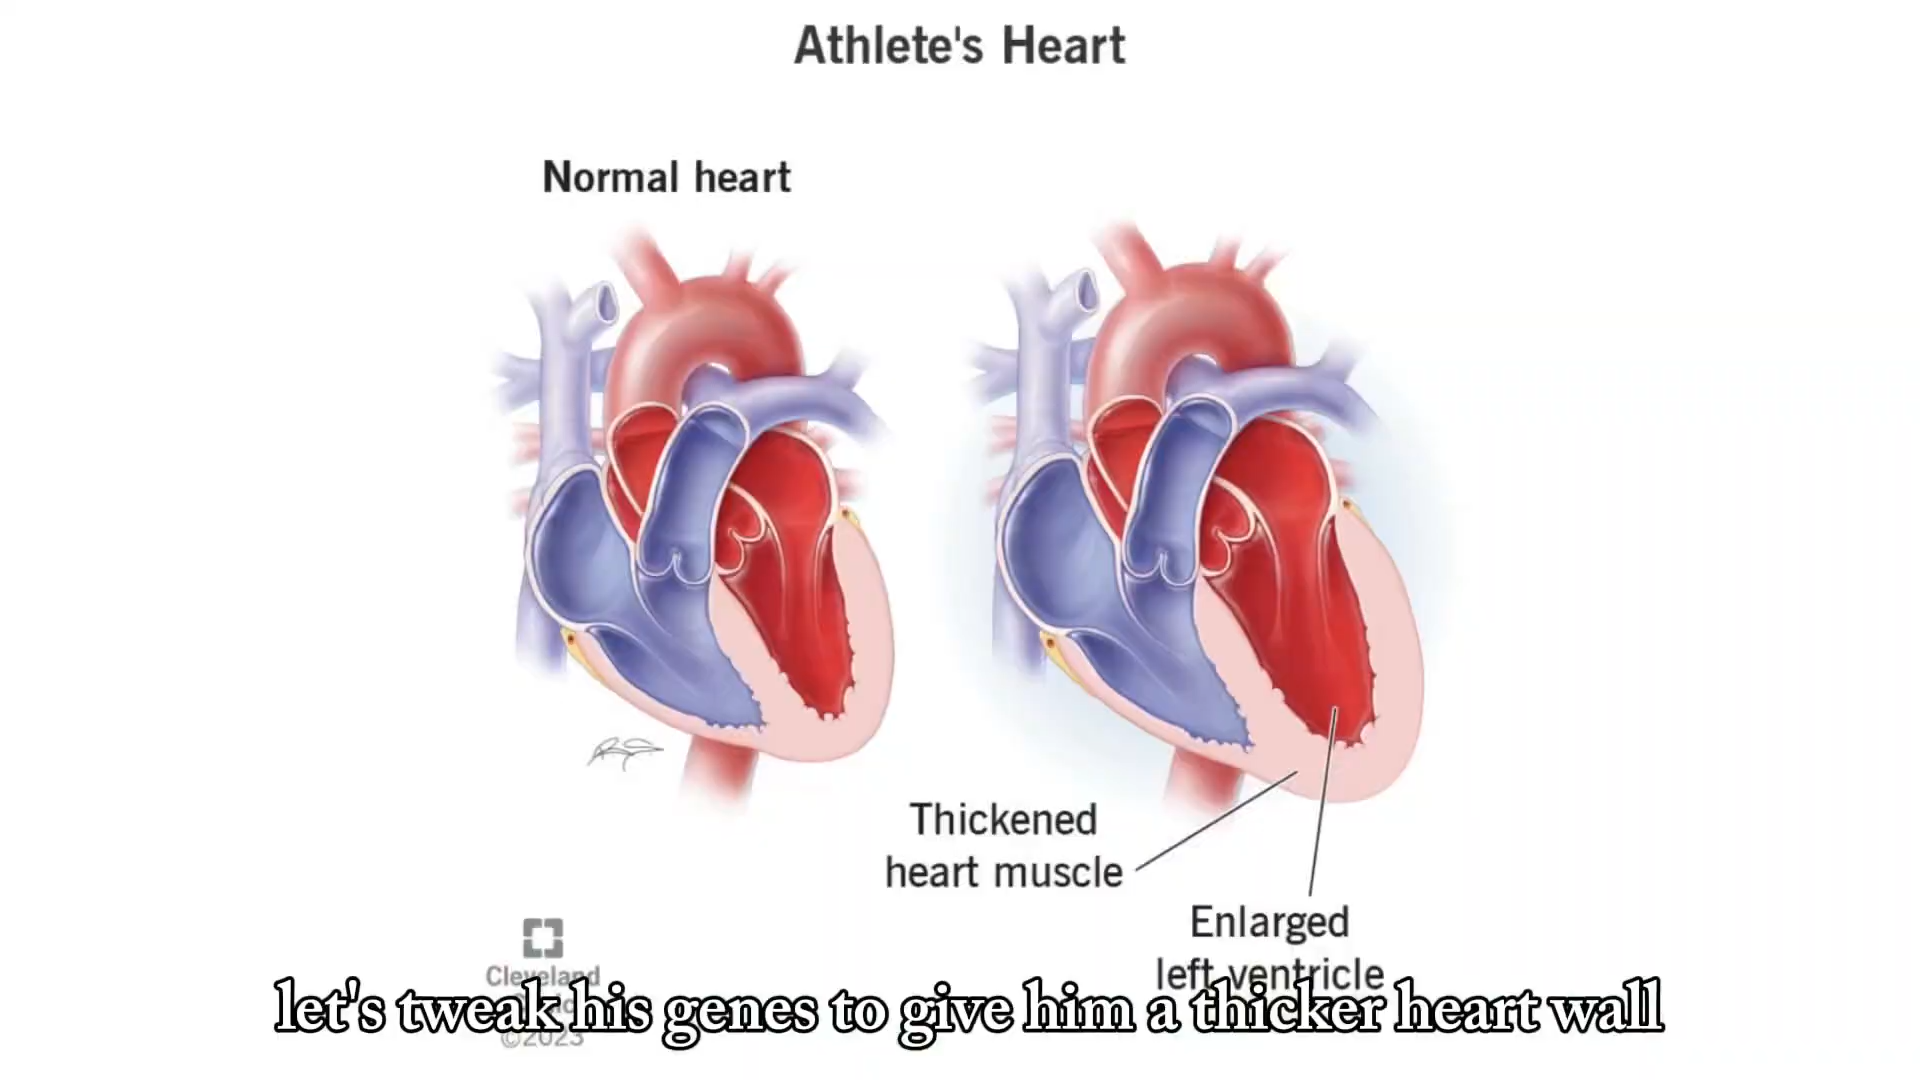 Athlete's Heart
Normal heart
Thickened
heart muscle
Enlarged
left ventricle
Cleveland
©2023
let's tweak his genes to give him a thicker heart wall